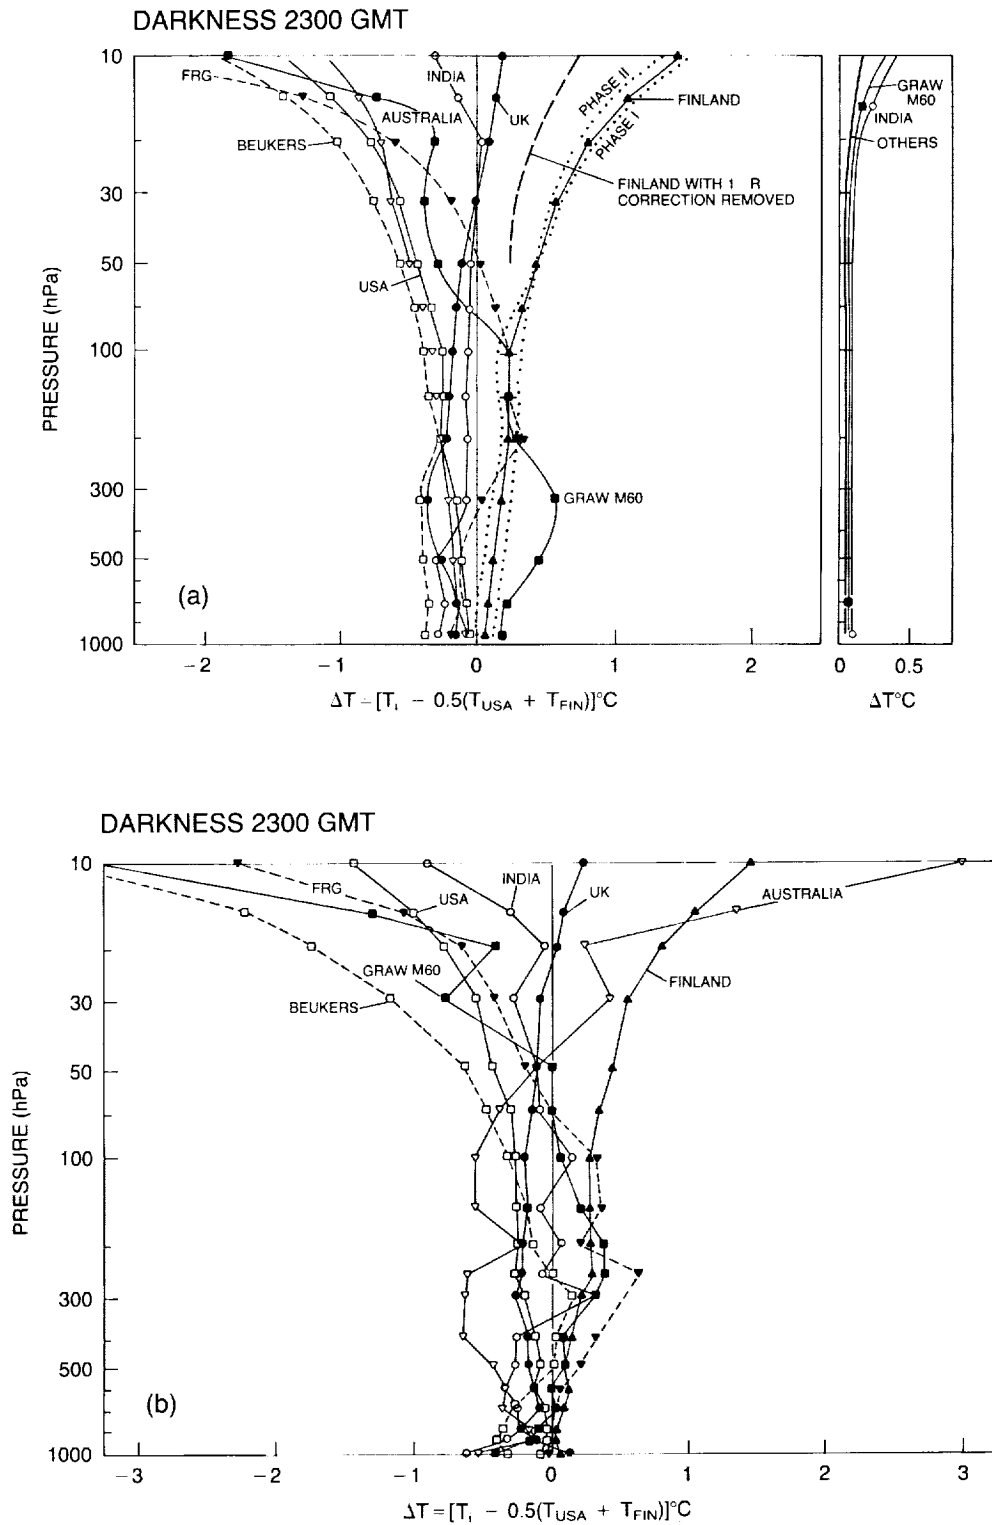 DARKNESS 2300 GMT
10
30
50
100
300
500
1000
PRESSURE (hPa)
FRG
BEUKERS
USA
AUSTRALIA
INDIA
UK
PHASE II
PHASE I
FINLAND
FINLAND WITH 1 R
CORRECTION REMOVED
GRAW M60
(a)
−2
−1
0
1
2
ΔT = [T, − 0.5(T_USA + T_FIN)]°C
GRAW
M60
INDIA
OTHERS
0
0.5
ΔT°C
DARKNESS 2300 GMT
10
30
50
100
300
500
1000
PRESSURE (hPa)
FRG
USA
INDIA
UK
AUSTRALIA
GRAW M60
BEUKERS
FINLAND
(b)
−3
−2
−1
0
1
2
3
ΔT = [T, − 0.5(T_USA + T_FIN)]°C